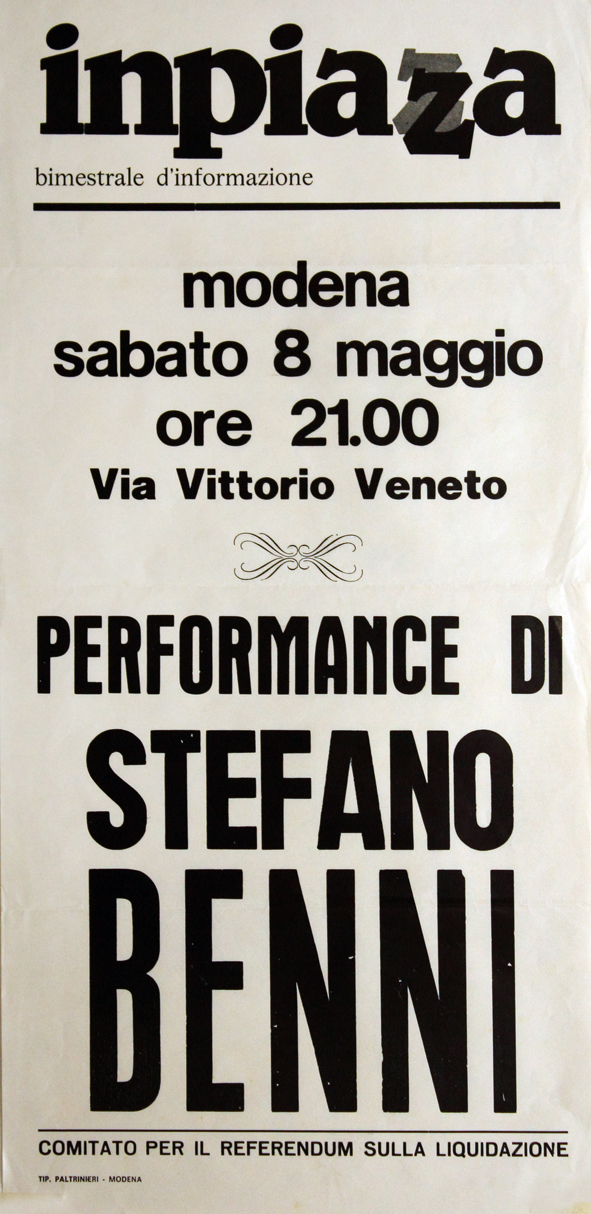 inpiazza
bimestrale d'informazione
modena
sabato 8 maggio
ore 21.00
Via Vittorio Veneto
PERFORMANCE DI
STEFANO
BENNI
COMITATO PER IL REFERENDUM SULLA LIQUIDAZIONE
TIP. PALTRINIERI - MODENA